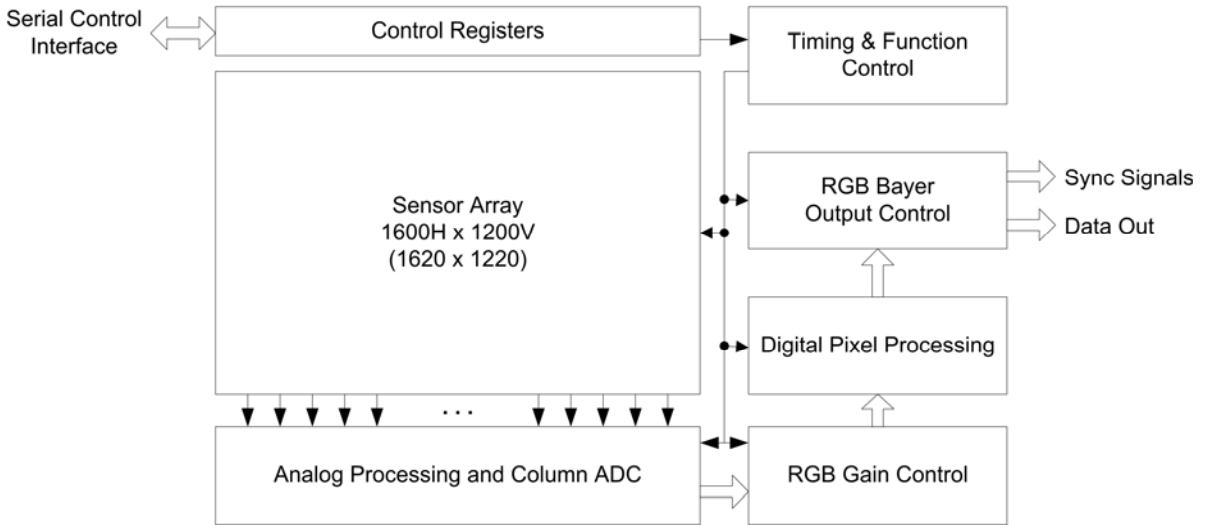 Serial Control
Interface
Control Registers
Timing & Function
Control
Sensor Array
1600H x 1200V
(1620 x 1220)
RGB Bayer
Output Control
Sync Signals
Data Out
Digital Pixel Processing
. . .
Analog Processing and Column ADC
RGB Gain Control